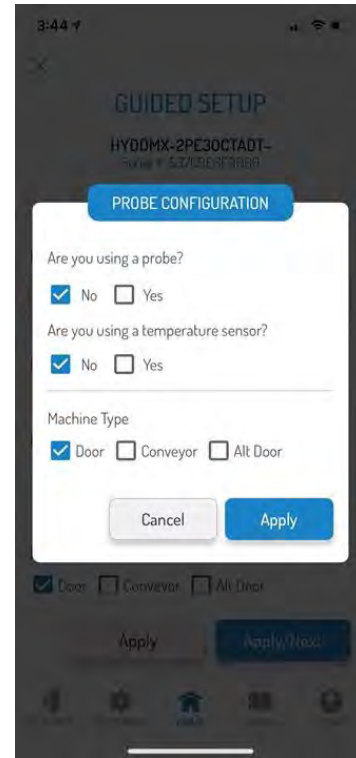 3:44
GUIDED SETUP
HYDDMX-2PE30CTADT-
PROBE CONFIGURATION
Are you using a probe?
No Yes
Are you using a temperature sensor?
No Yes
Machine Type
Door Conveyor Alt Door
Cancel Apply
Door Conveyor Alt Door
Apply Apply/Next